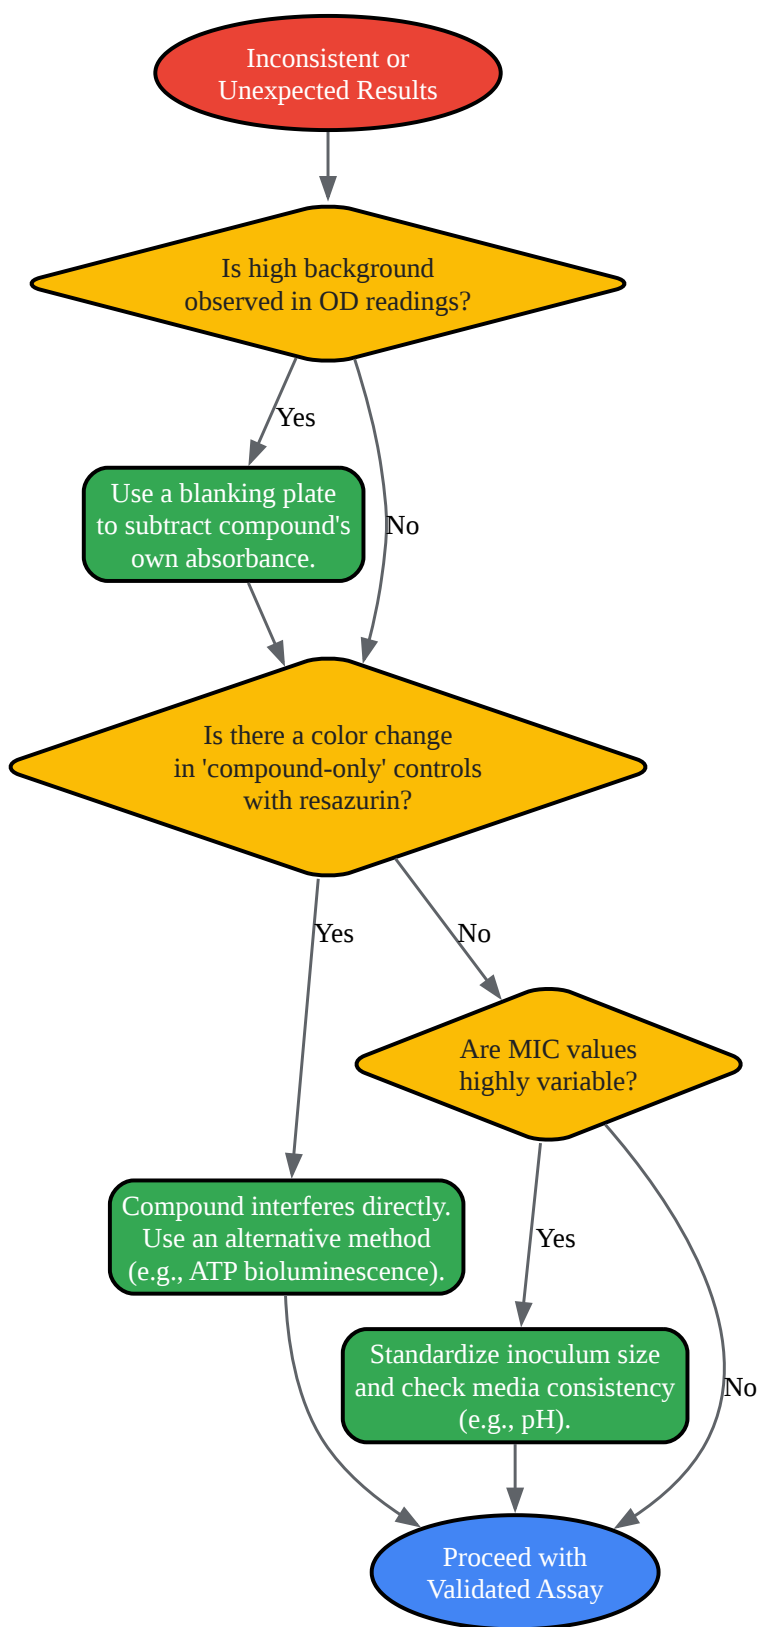 Inconsistent or
Unexpected Results
Is high background
observed in OD readings?
Yes
Use a blanking plate
to subtract compound's
own absorbance.
No
Is there a color change
in 'compound-only' controls
with resazurin?
Yes
No
Are MIC values
highly variable?
Compound interferes directly.
Use an alternative method
(e.g., ATP bioluminescence).
Yes
Standardize inoculum size
and check media consistency
(e.g., pH).
No
Proceed with
Validated Assay